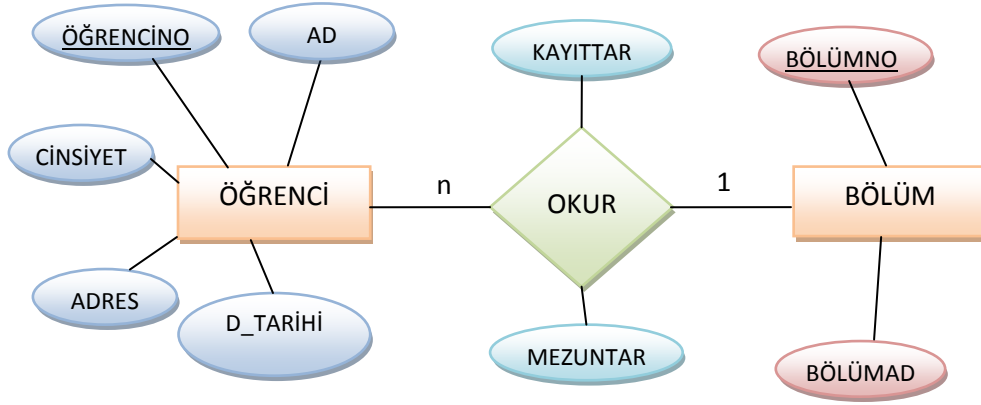 ÖĞRENCİNO
AD
KAYITTAR
BÖLÜMNO
CİNSİYET
ÖĞRENCİ
n
OKUR
1
BÖLÜM
ADRES
D_TARİHİ
MEZUNTAR
BÖLÜMAD